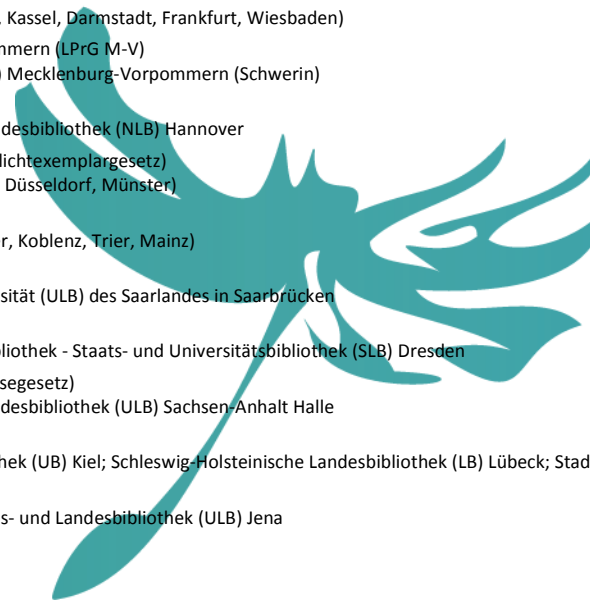 , Kassel, Darmstadt, Frankfurt, Wiesbaden)
mmern (LPrG M-V)
) Mecklenburg-Vorpommern (Schwerin)
desbibliothek (NLB) Hannover
lichtexemplargesetz)
Düsseldorf, Münster)
r, Koblenz, Trier, Mainz)
sität (ULB) des Saarlandes in Saarbrücken
bliothek - Staats- und Universitätsbibliothek (SLB) Dresden
segesetz)
desbibliothek (ULB) Sachsen-Anhalt Halle
hek (UB) Kiel; Schleswig-Holsteinische Landesbibliothek (LB) Lübeck; Stad
s- und Landesbibliothek (ULB) Jena